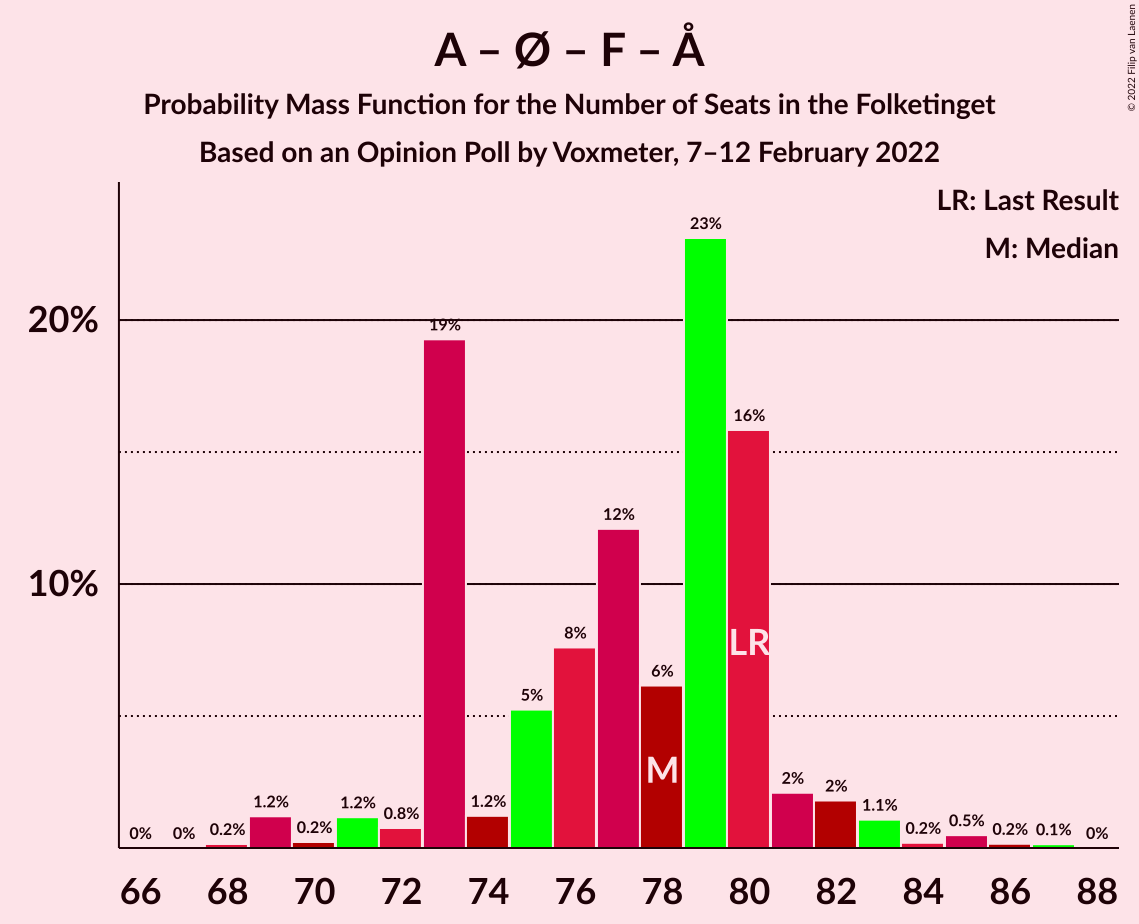 A – Ø – F – Å
Probability Mass Function for the Number of Seats in the Folketinget
Based on an Opinion Poll by Voxmeter, 7–12 February 2022
© 2022 Filip van Laenen
LR: Last Result
M: Median
20%
10%
0%
0%
0.2%
1.2%
0.2%
1.2%
0.8%
19%
1.2%
5%
8%
12%
6%
23%
16%
2%
2%
1.1%
0.2%
0.5%
0.2%
0.1%
0%
M
LR
66 68 70 72 74 76 78 80 82 84 86 88